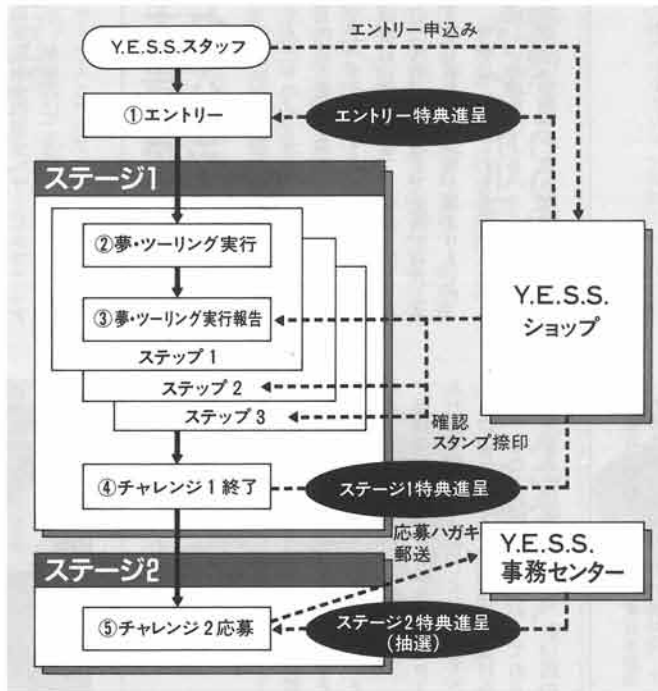 Y.E.S.S.スタッフ
エントリー申込み
①エントリー
エントリー特典進呈
ステージ1
②夢・ツーリング実行
③夢・ツーリング実行報告
ステップ1
ステップ2
ステップ3
Y.E.S.S.
ショップ
確認
スタンプ捺印
④チャレンジ1終了
ステージ1特典進呈
応募ハガキ
郵送
Y.E.S.S.
事務センター
ステージ2
⑤チャレンジ2応募
ステージ2特典進呈
(抽選)